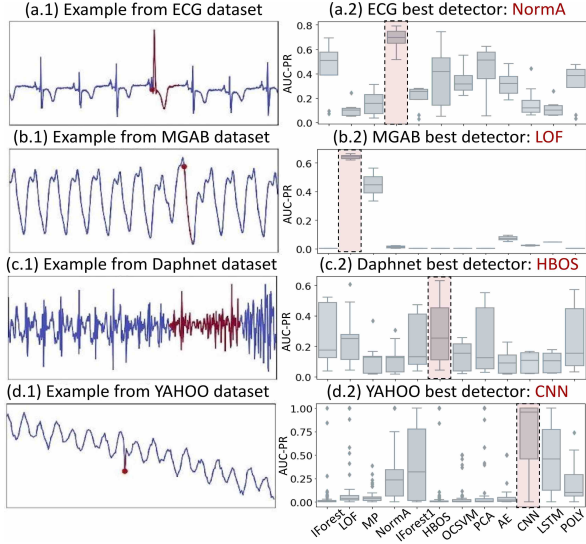 (a.1) Example from ECG dataset
(a.2) ECG best detector: NormA
AUC-PR
0.8
0.6
0.4
0.2
0.0
(b.1) Example from MGAB dataset
(b.2) MGAB best detector: LOF
AUC-PR
0.6
0.4
0.2
0.0
(c.1) Example from Daphnet dataset
(c.2) Daphnet best detector: HBOS
AUC-PR
0.6
0.4
0.2
0.0
(d.1) Example from YAHOO dataset
(d.2) YAHOO best detector: CNN
AUC-PR
1.00
0.75
0.50
0.25
0.00
IForest
LOF
MP
NormA
IForest1
HBOS
OCSVM
PCA
AE
CNN
LSTM
POLY